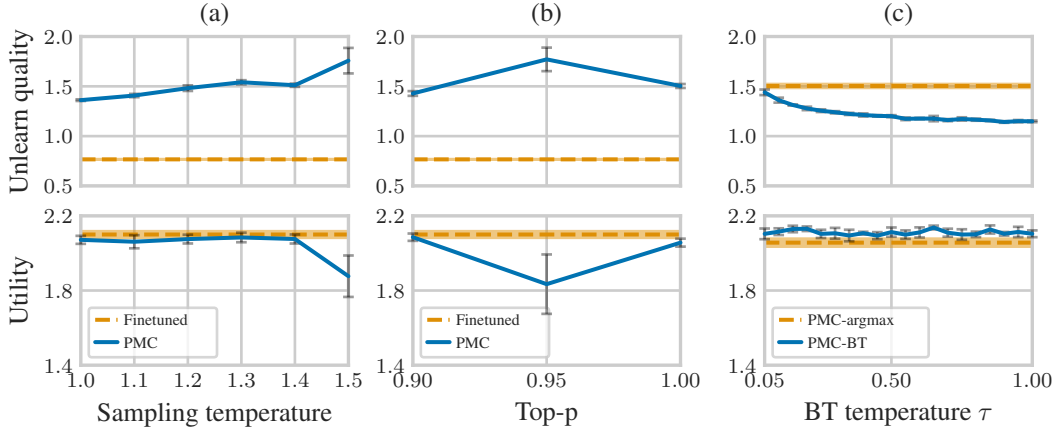 (a)
(b)
(c)
Unlearn quality
2.0
1.5
1.0
0.5
2.0
1.5
1.0
0.5
2.0
1.5
1.0
0.5
Utility
2.2
1.8
1.4
Finetuned
PMC
2.2
1.8
1.4
Finetuned
PMC
2.2
1.8
1.4
PMC-argmax
PMC-BT
1.0 1.1 1.2 1.3 1.4 1.5
0.90 0.95 1.00
0.05 0.50 1.00
Sampling temperature
Top-p
BT temperature τ